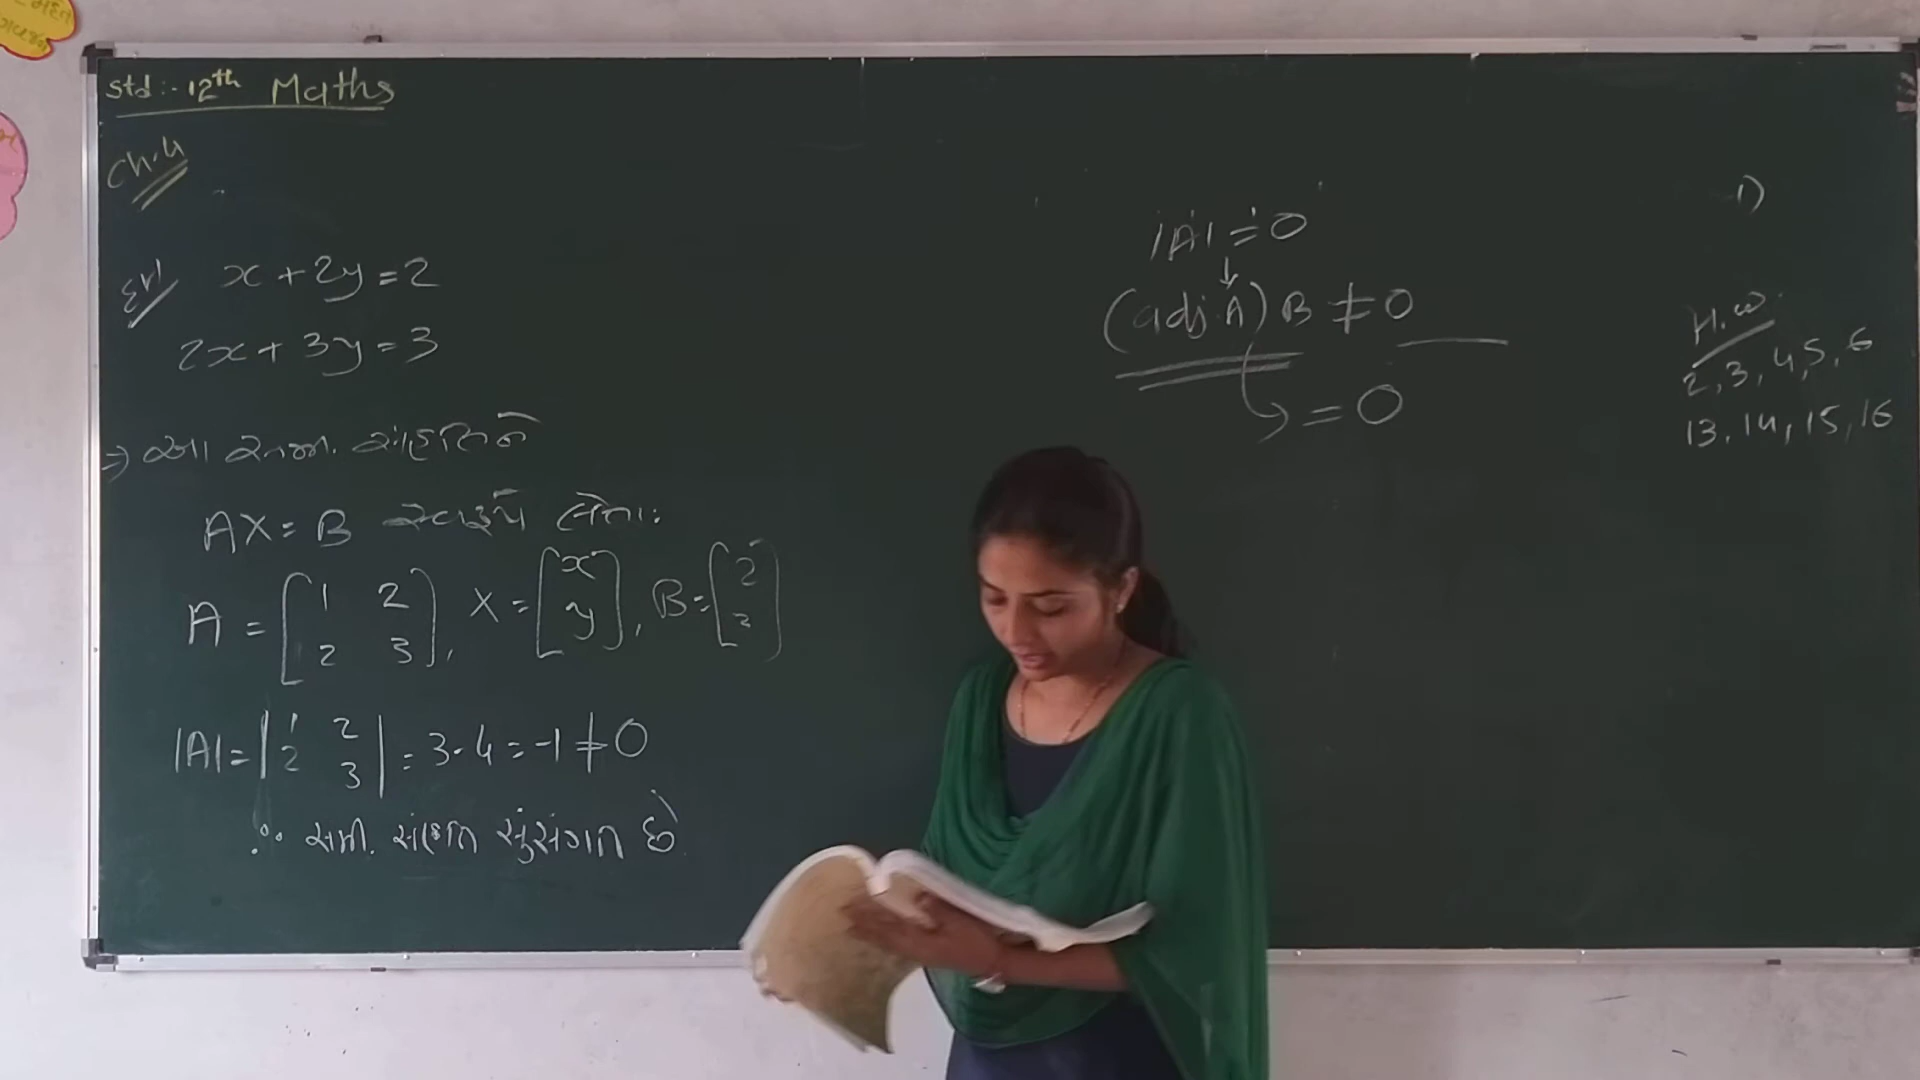 std :- 12th Maths
Ch. 4
x + 2y = 2
2x + 3y = 3
⇒ આ સમી. સંહતિને
AX = B સ્વરૂપે લેતા:
A = [1 2 2 3], X = [x y], B = [2 3]
|A| = |1 2 2 3| = 3 - 4 = -1 ≠ 0
∴ સમી. સંહતિ સુસંગત છે
|A| = 0
↓
(adj A) B ≠ 0
= 0
1)
H.W.
2, 3, 4, 5, 6
13, 14, 15, 16